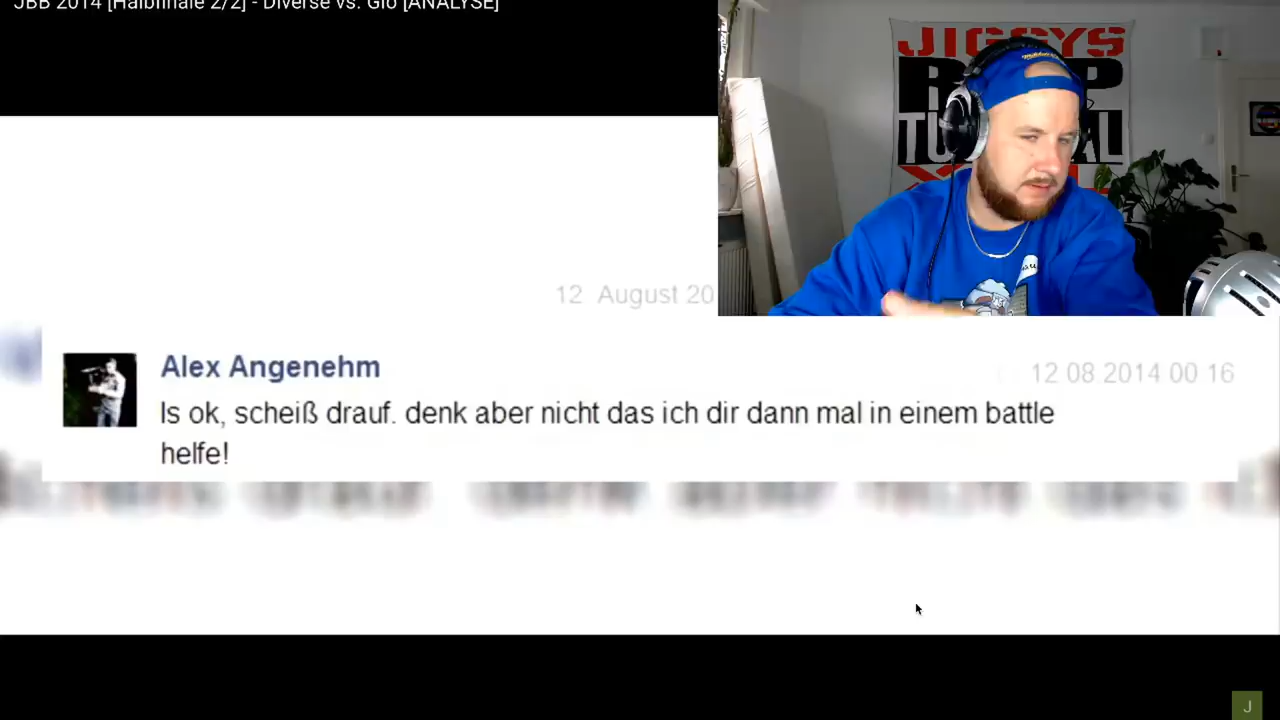 JBB 2014 [Halbfinale 2/2] - Diverse vs. Gio [ANALYSE]
JIGGYS
12 August 20
Alex Angenehm
12 08 2014 00 16
Is ok, scheiß drauf. denk aber nicht das ich dir dann mal in einem battle
helfe!
J